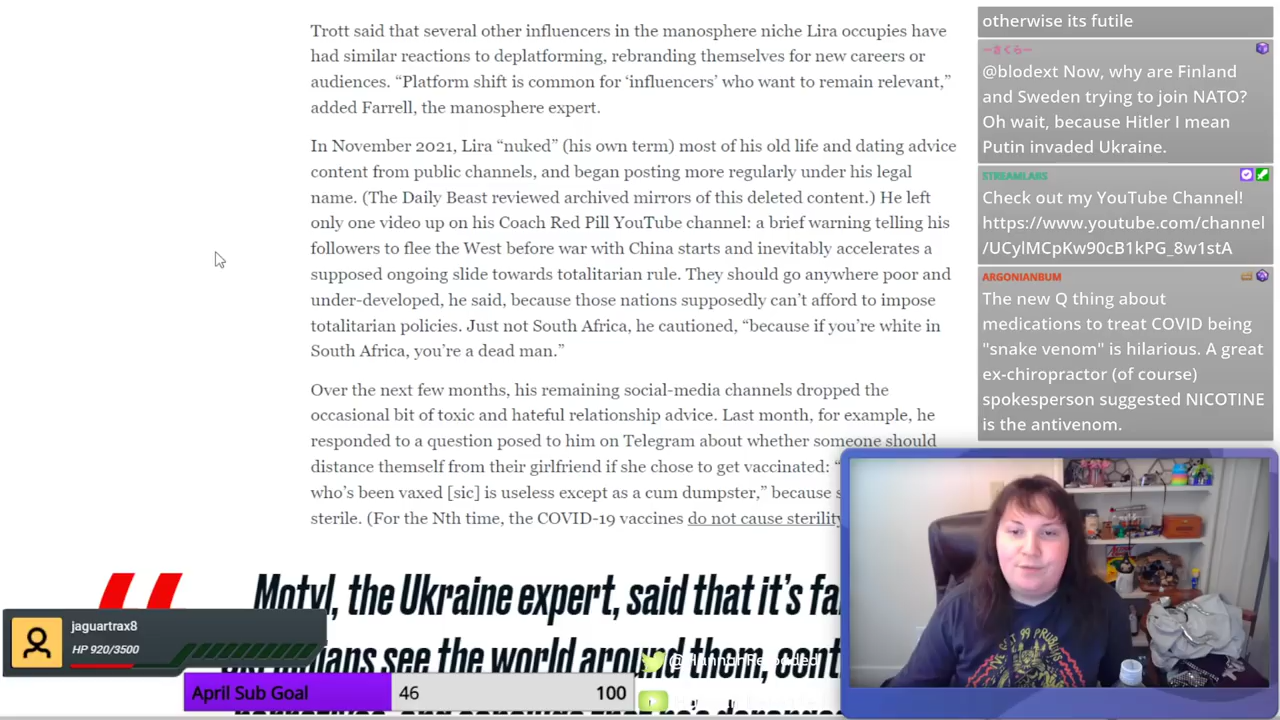 Trott said that several other influencers in the manosphere niche Lira occupies have
had similar reactions to deplatforming, rebranding themselves for new careers or
audiences. “Platform shift is common for ‘influencers’ who want to remain relevant,”
added Farrell, the manosphere expert.
In November 2021, Lira “nuked” (his own term) most of his old life and dating advice
content from public channels, and began posting more regularly under his legal
name. (The Daily Beast reviewed archived mirrors of this deleted content.) He left
only one video up on his Coach Red Pill YouTube channel: a brief warning telling his
followers to flee the West before war with China starts and inevitably accelerates a
supposed ongoing slide towards totalitarian rule. They should go anywhere poor and
under-developed, he said, because those nations supposedly can’t afford to impose
totalitarian policies. Just not South Africa, he cautioned, “because if you’re white in
South Africa, you’re a dead man.”
Over the next few months, his remaining social-media channels dropped the
occasional bit of toxic and hateful relationship advice. Last month, for example, he
responded to a question posed to him on Telegram about whether someone should
distance themself from their girlfriend if she chose to get vaccinated: “
who’s been vaxed [sic] is useless except as a cum dumpster,” because
sterile. (For the Nth time, the COVID-19 vaccines do not cause sterility
Motyl, the Ukraine expert, said that it’s
see the world around them,
jaguartrax8
HP 920/3500
April Sub Goal 46 100
otherwise its futile
ーさくらー
@blodext Now, why are Finland
and Sweden trying to join NATO?
Oh wait, because Hitler I mean
Putin invaded Ukraine.
STREAMLABS
Check out my YouTube Channel!
https://www.youtube.com/channel
/UCylMCpKw90cB1kPG_8w1stA
ARGONIANBUM
The new Q thing about
medications to treat COVID being
"snake venom" is hilarious. A great
ex-chiropractor (of course)
spokesperson suggested NICOTINE
is the antivenom.